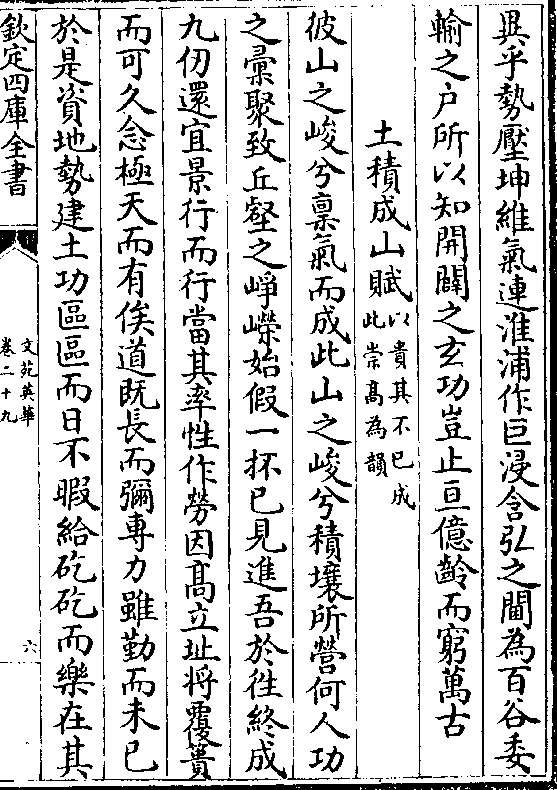 異乎勢壓坤維氣連淮浦作巨浸含弘之閫為百谷委
輸之户所以知開闢之玄功豈止亘億齡而窮萬古
土積成山賦以貴其不已成此崇髙為韻
彼山之峻兮稟氣而成此山之峻兮積壤所營何人功
之彚聚致丘壑之崢嶸始假一抔已見進吾於徃終成
九仞還宜景行而行當其率性作勞因髙立址将覆蕢
而可久念極天而有俟道既長而彌專力雖勤而未已
於是資地勢建土功區區而日不暇給矻矻而樂在其
欽定四庫全書
文苑英華
卷二十九
六